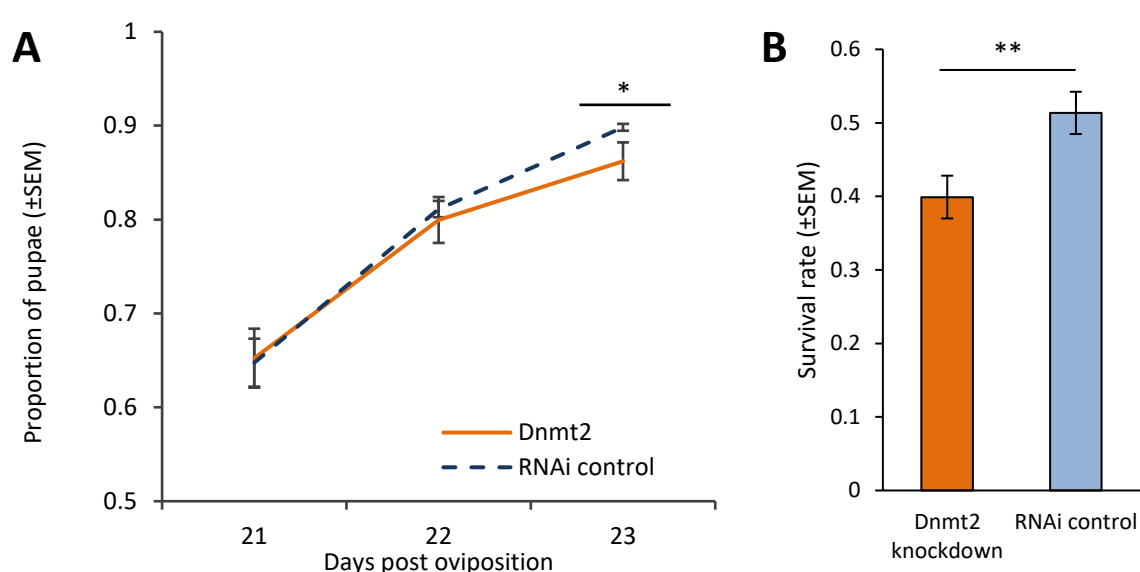 A
Proportion of pupae (±SEM)
1
0.9
0.8
0.7
0.6
0.5
*
Dnmt2
RNAi control
21 22 23
Days post oviposition
B
Survival rate (±SEM)
0.6
0.5
0.4
0.3
0.2
0.1
0
**
Dnmt2 knockdown
RNAi control